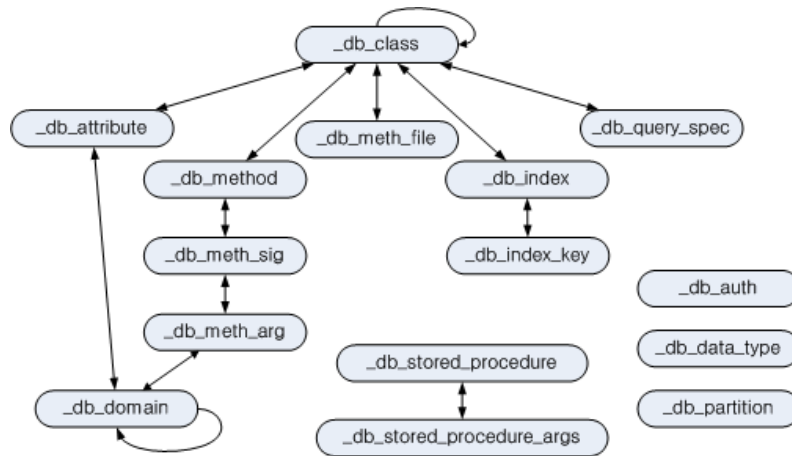 _db_class
_db_attribute
_db_meth_file
_db_query_spec
_db_method
_db_index
_db_meth_sig
_db_index_key
_db_auth
_db_meth_arg
_db_data_type
_db_stored_procedure
_db_domain
_db_partition
_db_stored_procedure_args